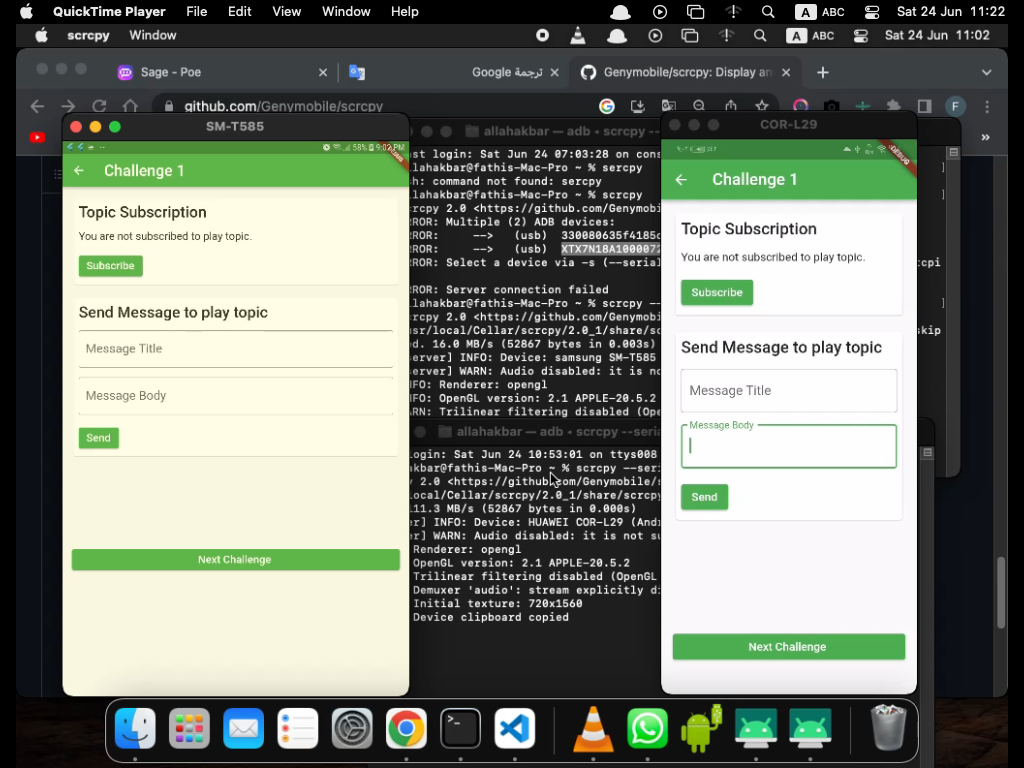 QuickTime Player File Edit View Window Help A ABC Sat 24 Jun 11:22
scrcpy Window A ABC Sat 24 Jun 11:02
Sage - Poe
ترجمة Google
Genymobile/scrcpy: Display an
github.com/Genymobile/scrcpy
F
SM-T585
58% 9:02 PM
Challenge 1
Topic Subscription
You are not subscribed to play topic.
Subscribe
Send Message to play topic
Message Title
Message Body
Send
Next Challenge
allahakbar — adb • scrcpy --
ast login: Sat Jun 24 07:03:28 on cons
llahakbar@fathis-Mac-Pro ~ % sercpy
h: command not found: sercpy
llahakbar@fathis-Mac-Pro ~ % scrcpy
crcpy 2.0 <https://github.com/Genymobi
RROR: Multiple (2) ADB devices:
RROR: --> (usb) 330080635f4185c
RROR: --> (usb) XTX7N18A1000072
RROR: Select a device via -s (--serial
cpi
RROR: Server connection failed
llahakbar@fathis-Mac-Pro ~ % scrcpy --
crcpy 2.0 <https://github.com/Genymobi
usr/local/Cellar/scrcpy/2.0_1/share/sc
skip
d. 16.0 MB/s (52867 bytes in 0.003s)
server] INFO: Device: samsung SM-T585
server] WARN: Audio disabled: it is no
NFO: Renderer: opengl
NFO: OpenGL version: 2.1 APPLE-20.5.2
ARN: Trilinear filtering disabled (Ope
allahakbar — adb • scrcpy --seria
login: Sat Jun 24 10:53:01 on ttys008
akbar@fathis-Mac-Pro ~ % scrcpy --seri
y 2.0 <https://github.com/Genymobile/s
local/Cellar/scrcpy/2.0_1/share/scrcpy
11.3 MB/s (52867 bytes in 0.000s)
er] INFO: Device: HUAWEI COR-L29 (And
er] WARN: Audio disabled: it is not su
Renderer: opengl
OpenGL version: 2.1 APPLE-20.5.2
Trilinear filtering disabled (OpenGL
Demuxer 'audio': stream explicitly di
Initial texture: 720x1560
Device clipboard copied
COR-L29
DEBUG
Challenge 1
Topic Subscription
You are not subscribed to play topic.
Subscribe
Send Message to play topic
Message Title
Message Body
Send
Next Challenge